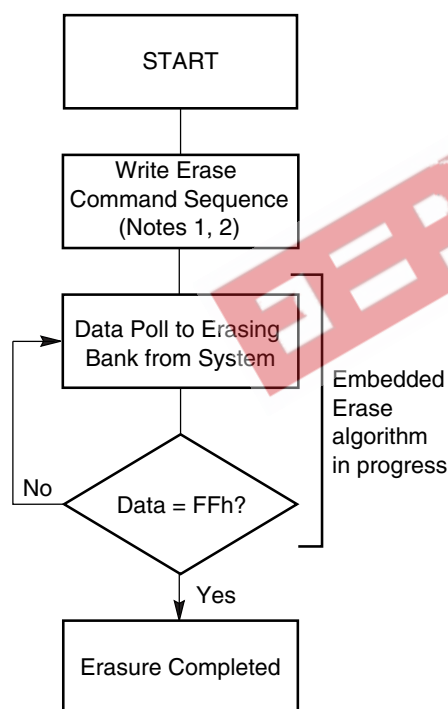 START
Write Erase
Command Sequence
(Notes 1, 2)
Data Poll to Erasing
Bank from System
Embedded
Erase
algorithm
in progress
No
Data = FFh?
Yes
Erasure Completed